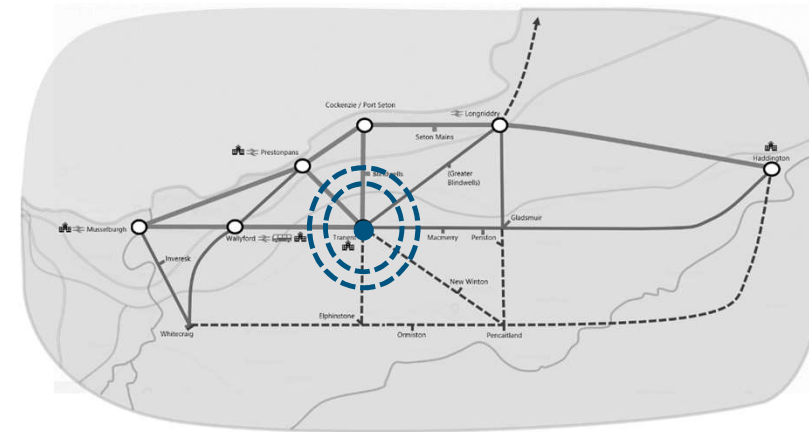 Cockenzie / Port Seton
Longniddry
Seton Mains
Prestonpans
Haddington
Blindwells
(Greater
Blindwells)
Gladsmuir
Musselburgh
Wallyford
Tranent
Macmerry
Penston
Inveresk
New Winton
Elphinstone
Whitecraig
Ormiston
Pencaitland